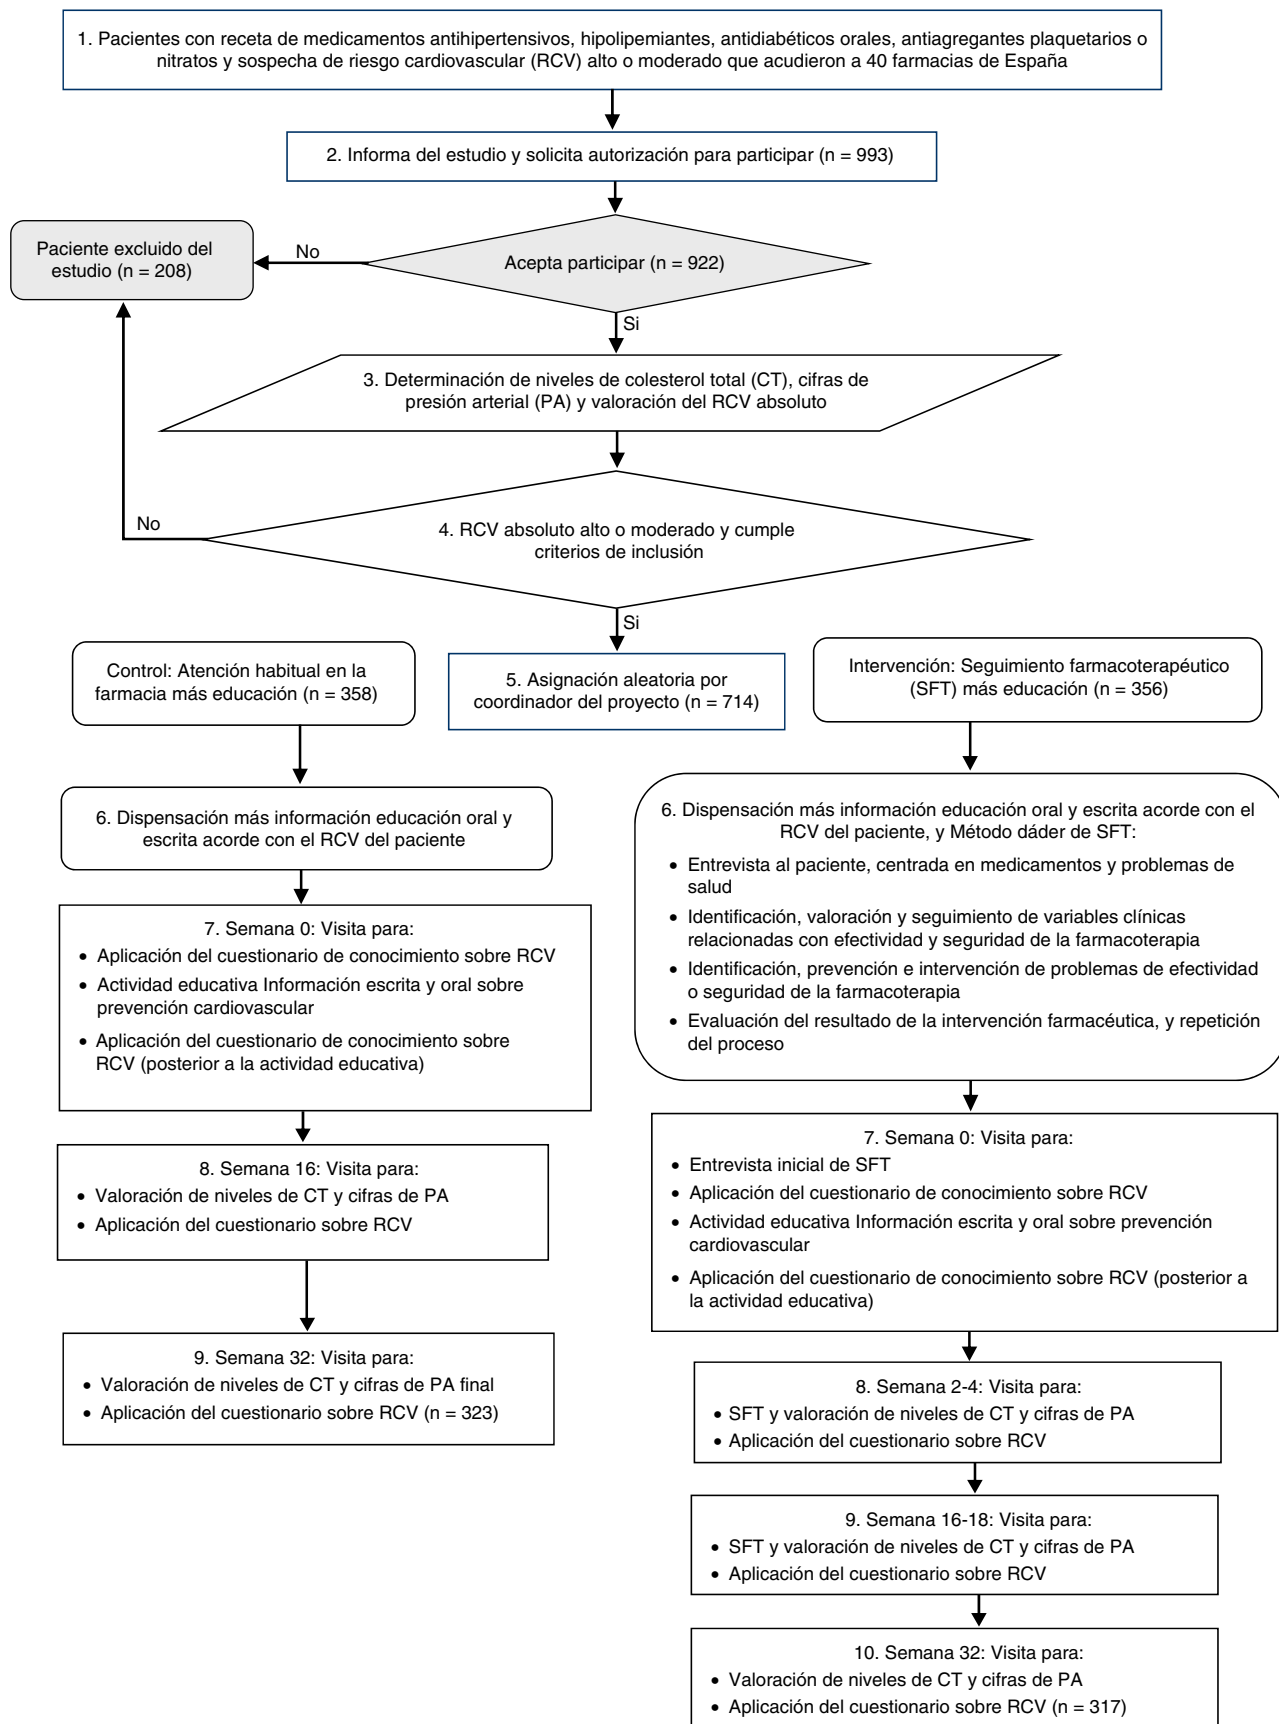 1. Pacientes con receta de medicamentos antihipertensivos, hipolipemiantes, antidiabéticos orales, antiagregantes plaquetarios o
nitratos y sospecha de riesgo cardiovascular (RCV) alto o moderado que acudieron a 40 farmacias de España
2. Informa del estudio y solicita autorización para participar (n = 993)
Paciente excluido del
estudio (n = 208)
No
Acepta participar (n = 922)
Si
3. Determinación de niveles de colesterol total (CT), cifras de
presión arterial (PA) y valoración del RCV absoluto
No
4. RCV absoluto alto o moderado y cumple
criterios de inclusión
Si
Control: Atención habitual en la
farmacia más educación (n = 358)
5. Asignación aleatoria por
coordinador del proyecto (n = 714)
Intervención: Seguimiento farmacoterapéutico
(SFT) más educación (n = 356)
6. Dispensación más información educación oral y
escrita acorde con el RCV del paciente
7. Semana 0: Visita para:
• Aplicación del cuestionario de conocimiento sobre RCV
• Actividad educativa Información escrita y oral sobre
prevención cardiovascular
• Aplicación del cuestionario de conocimiento sobre
RCV (posterior a la actividad educativa)
8. Semana 16: Visita para:
• Valoración de niveles de CT y cifras de PA
• Aplicación del cuestionario sobre RCV
9. Semana 32: Visita para:
• Valoración de niveles de CT y cifras de PA final
• Aplicación del cuestionario sobre RCV (n = 323)
6. Dispensación más información educación oral y escrita acorde con el
RCV del paciente, y Método dáder de SFT:
• Entrevista al paciente, centrada en medicamentos y problemas de
salud
• Identificación, valoración y seguimiento de variables clínicas
relacionadas con efectividad y seguridad de la farmacoterapia
• Identificación, prevención e intervención de problemas de efectividad
o seguridad de la farmacoterapia
• Evaluación del resultado de la intervención farmacéutica, y repetición
del proceso
7. Semana 0: Visita para:
• Entrevista inicial de SFT
• Aplicación del cuestionario de conocimiento sobre RCV
• Actividad educativa Información escrita y oral sobre prevención
cardiovascular
• Aplicación del cuestionario de conocimiento sobre RCV (posterior a
la actividad educativa)
8. Semana 2-4: Visita para:
• SFT y valoración de niveles de CT y cifras de PA
• Aplicación del cuestionario sobre RCV
9. Semana 16-18: Visita para:
• SFT y valoración de niveles de CT y cifras de PA
• Aplicación del cuestionario sobre RCV
10. Semana 32: Visita para:
• Valoración de niveles de CT y cifras de PA
• Aplicación del cuestionario sobre RCV (n = 317)